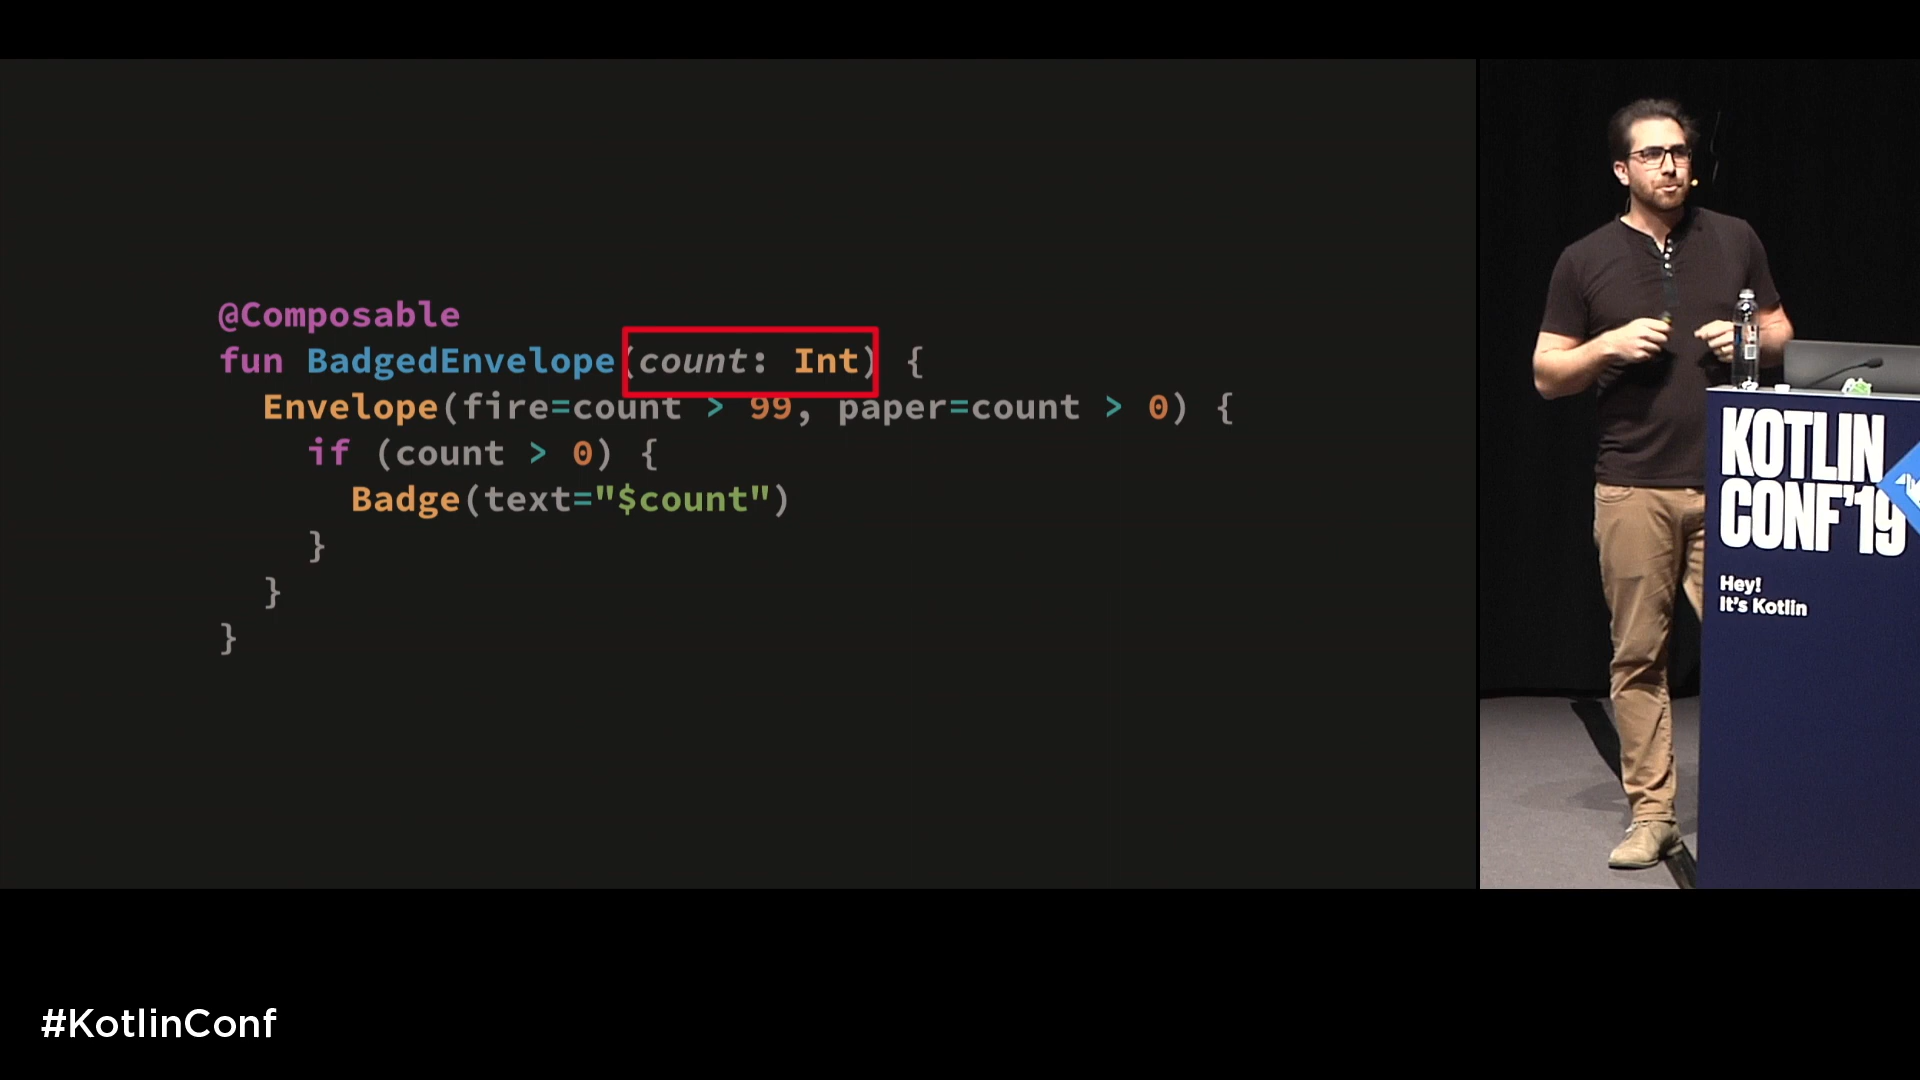 @Composable
fun BadgedEnvelope(count: Int) {
Envelope(fire=count > 99, paper=count > 0) {
if (count > 0) {
Badge(text="$count")
}
}
}
KOTLIN
CONF'19
Hey!
It's Kotlin
#KotlinConf